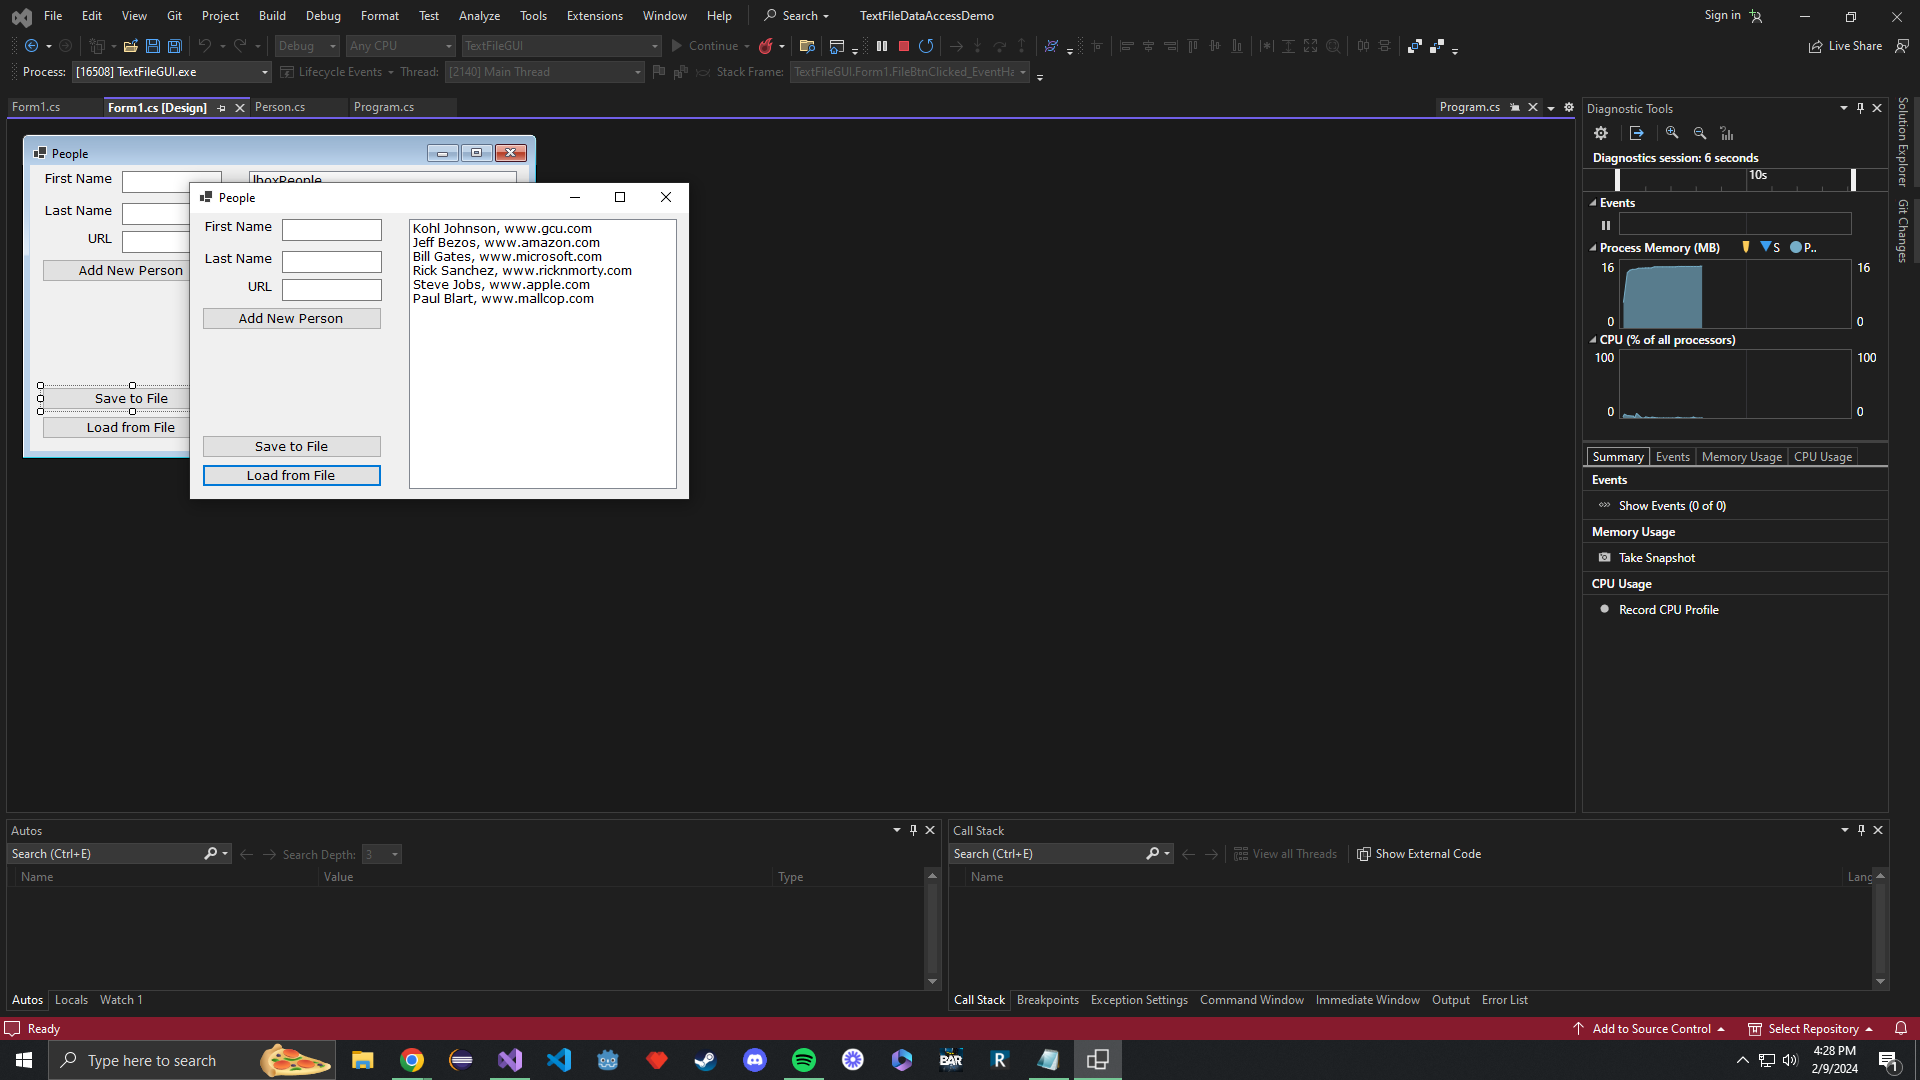 File Edit View Git Project Build Debug Format Test Analyze Tools Extensions Window Help Search TextFileDataAccessDemo Sign in
Debug Any CPU TextFileGUI Continue Live Share
Process: [16508] TextFileGUI.exe Lifecycle Events Thread: [2140] Main Thread Stack Frame: TextFileGUI.Form1.FileBtnClicked_EventHa
Form1.cs Form1.cs [Design] Person.cs Program.cs Program.cs
People
First Name
lboxPeople
Last Name
URL
Add New Person
Save to File
Load from File
People
First Name
Last Name
URL
Add New Person
Save to File
Load from File
Kohl Johnson, www.gcu.com
Jeff Bezos, www.amazon.com
Bill Gates, www.microsoft.com
Rick Sanchez, www.ricknmorty.com
Steve Jobs, www.apple.com
Paul Blart, www.mallcop.com
Diagnostic Tools
Diagnostics session: 6 seconds
10s
Events
Process Memory (MB) S P..
16 16
0 0
CPU (% of all processors)
100 100
0 0
Summary Events Memory Usage CPU Usage
Events
Show Events (0 of 0)
Memory Usage
Take Snapshot
CPU Usage
Record CPU Profile
Solution Explorer
Git Changes
Autos
Search (Ctrl+E) Search Depth: 3
Name Value Type
Autos Locals Watch 1
Call Stack
Search (Ctrl+E) View all Threads Show External Code
Name Lang
Call Stack Breakpoints Exception Settings Command Window Immediate Window Output Error List
Ready Add to Source Control Select Repository
Type here to search
BAR
R
4:28 PM
2/9/2024
1